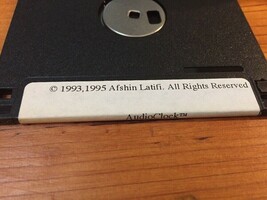 © 1993,1995 Afshin Latifi. All Rights Reserved
AudioClock™